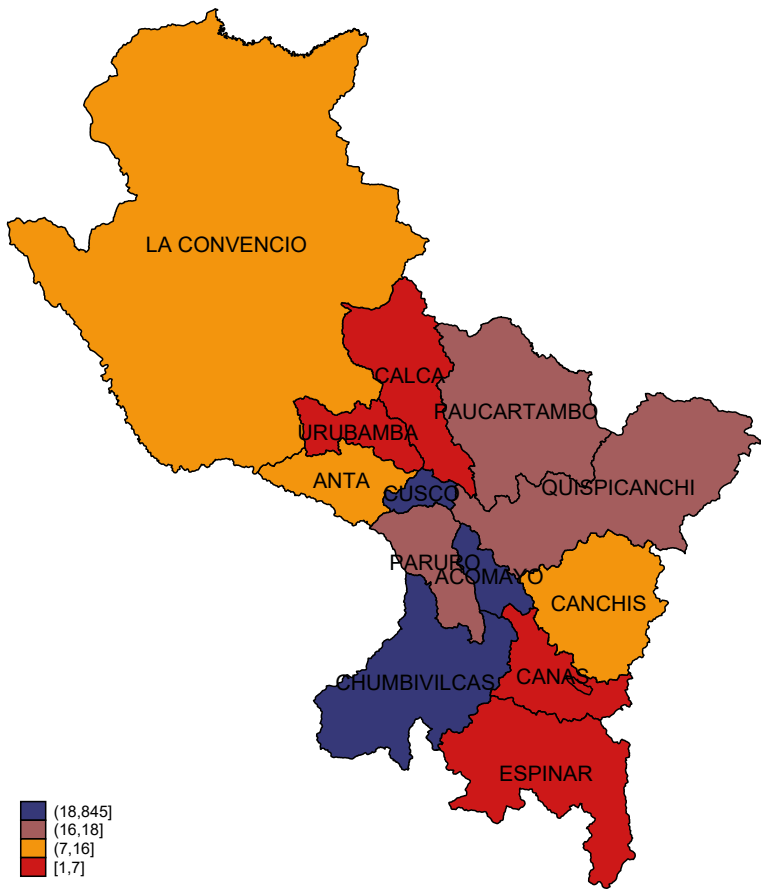 LA CONVENCIO
CALCA
PAUCARTAMBO
URUBAMBA
ANTA
CUSCO
QUISPICANCHI
PARURO
ACOMAYO
CANCHIS
CHUMBIVILCAS
CANAS
ESPINAR
(18,845]
(16,18]
(7,16]
[1,7]